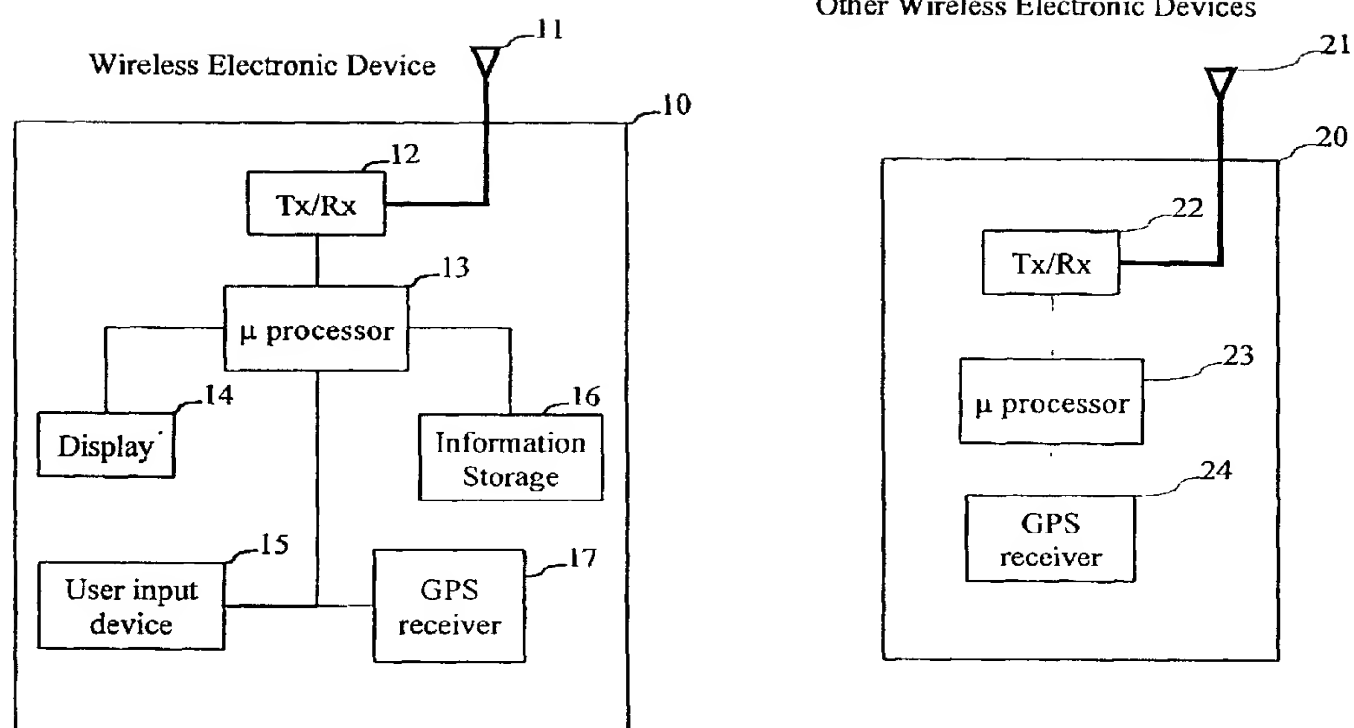 Other Wireless Electronic Devices
Wireless Electronic Device
11
21
10
20
12
Tx/Rx
22
Tx/Rx
13
μ processor
23
μ processor
14
Display
16
Information
Storage
24
GPS
receiver
15
User input
device
17
GPS
receiver